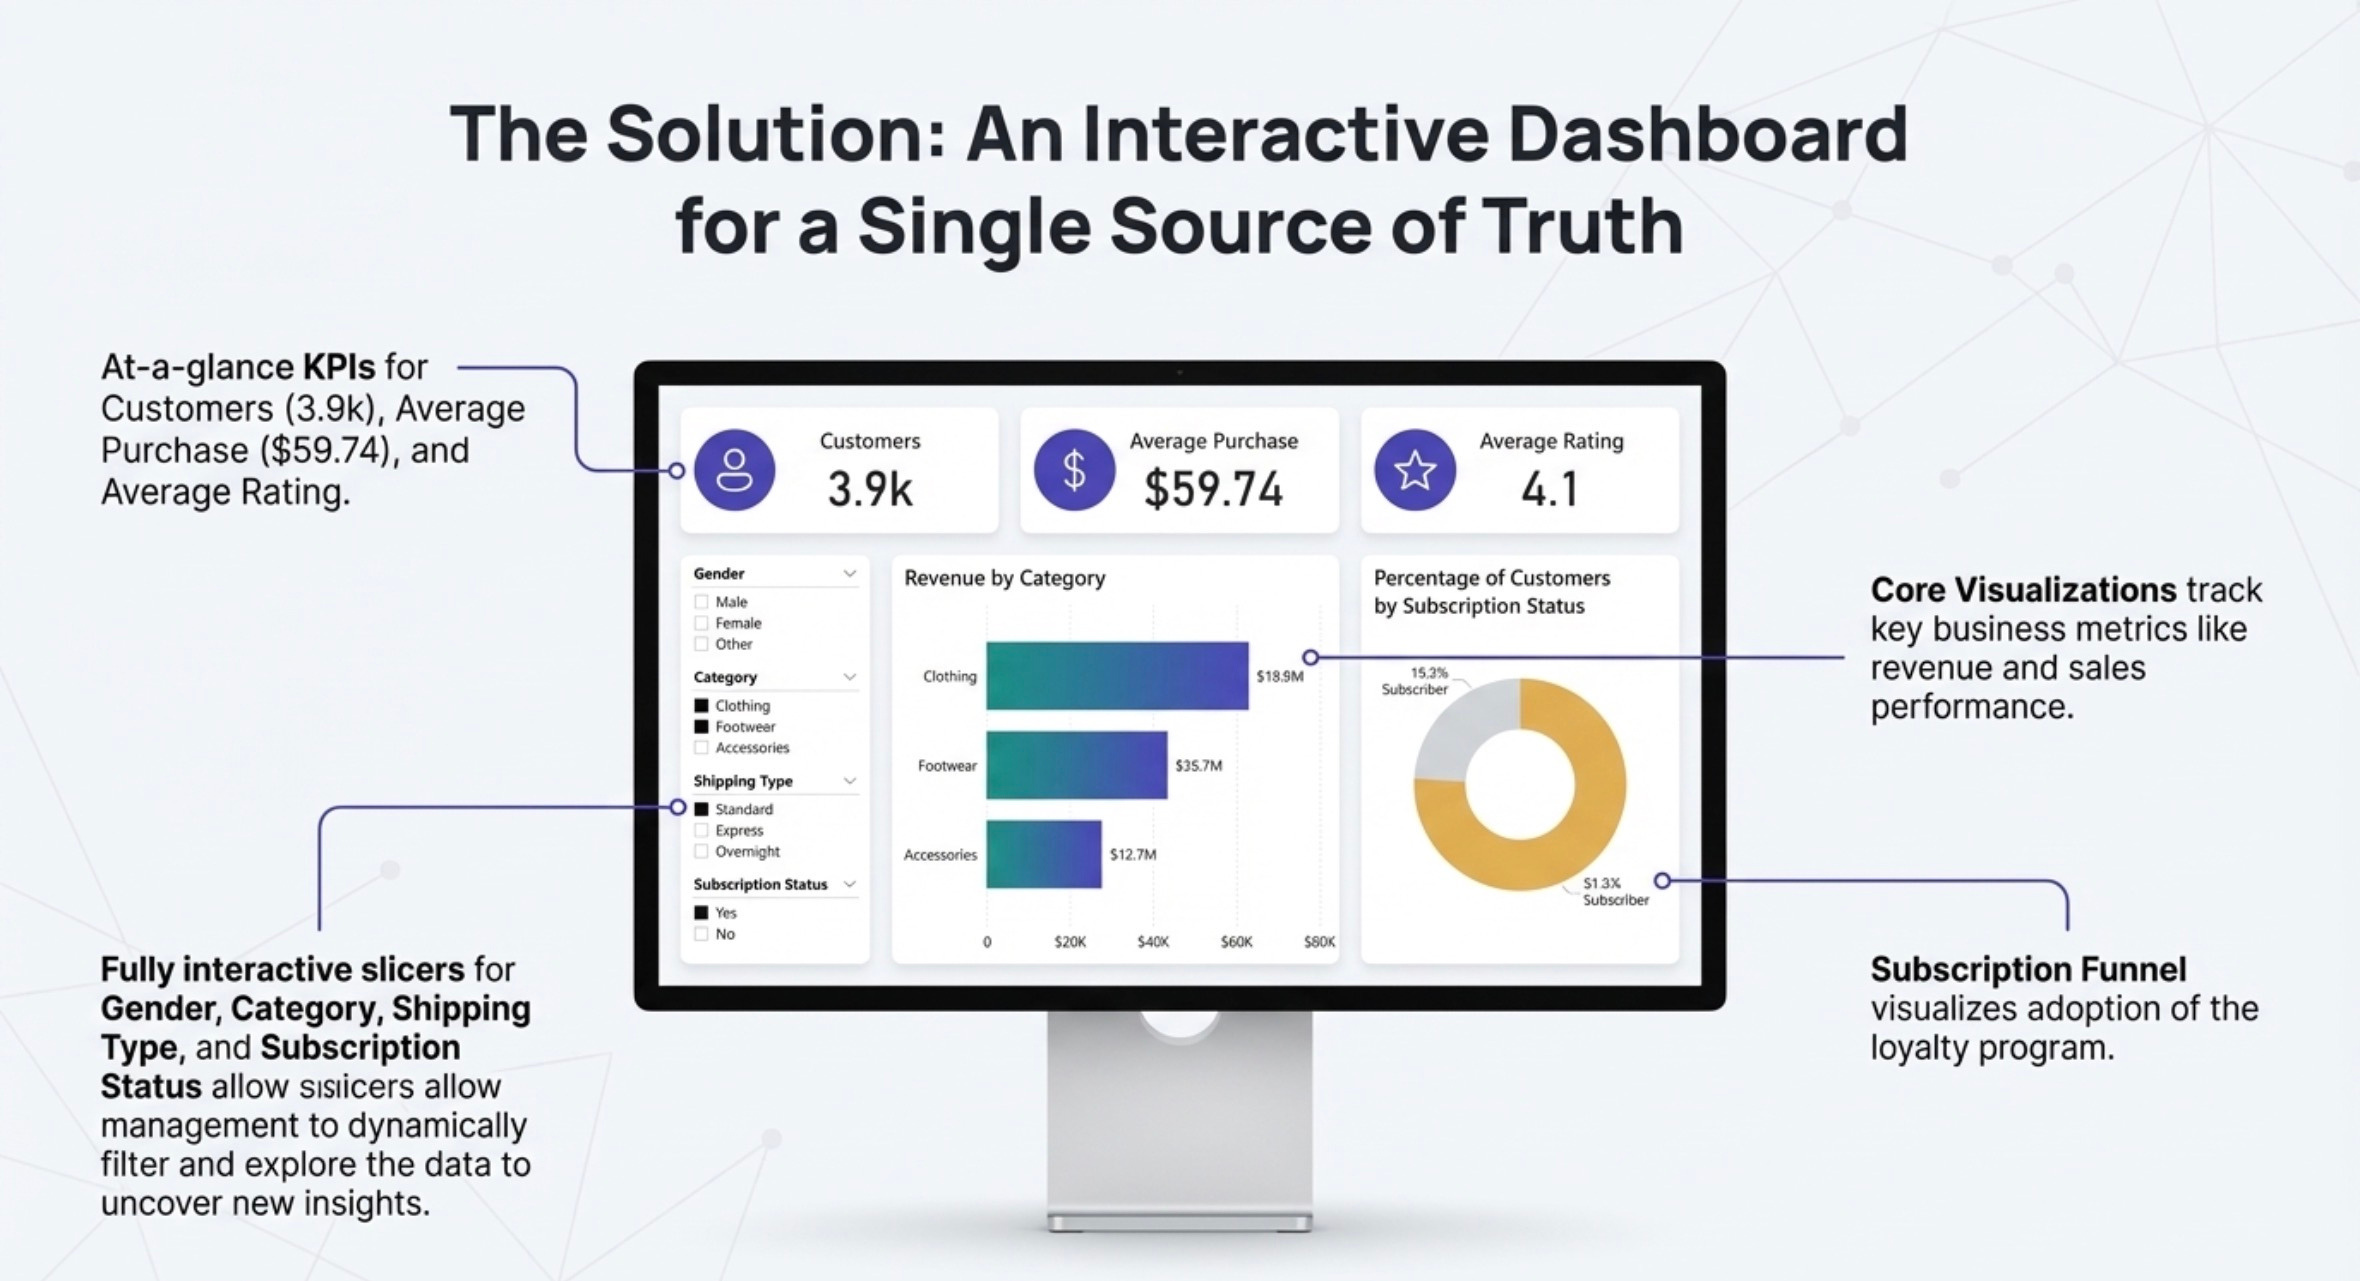 The Solution: An Interactive Dashboard
for a Single Source of Truth
At-a-glance KPIs for
Customers (3.9k), Average
Purchase ($59.74), and
Average Rating.
Customers
3.9k
Average Purchase
$59.74
Average Rating
4.1
Gender
Male
Female
Other
Category
Clothing
Footwear
Accessories
Shipping Type
Standard
Express
Overnight
Subscription Status
Yes
No
Revenue by Category
Clothing
$18.9M
Footwear
$35.7M
Accessories
$12.7M
0
$20K
$40K
$60K
$80K
Percentage of Customers
by Subscription Status
15.3%
Subscriber
S1.3%
Subscriber
Core Visualizations track
key business metrics like
revenue and sales
performance.
Fully interactive slicers for
Gender, Category, Shipping
Type, and Subscription
Status allow sısıicers allow
management to dynamically
filter and explore the data to
uncover new insights.
Subscription Funnel
visualizes adoption of the
loyalty program.